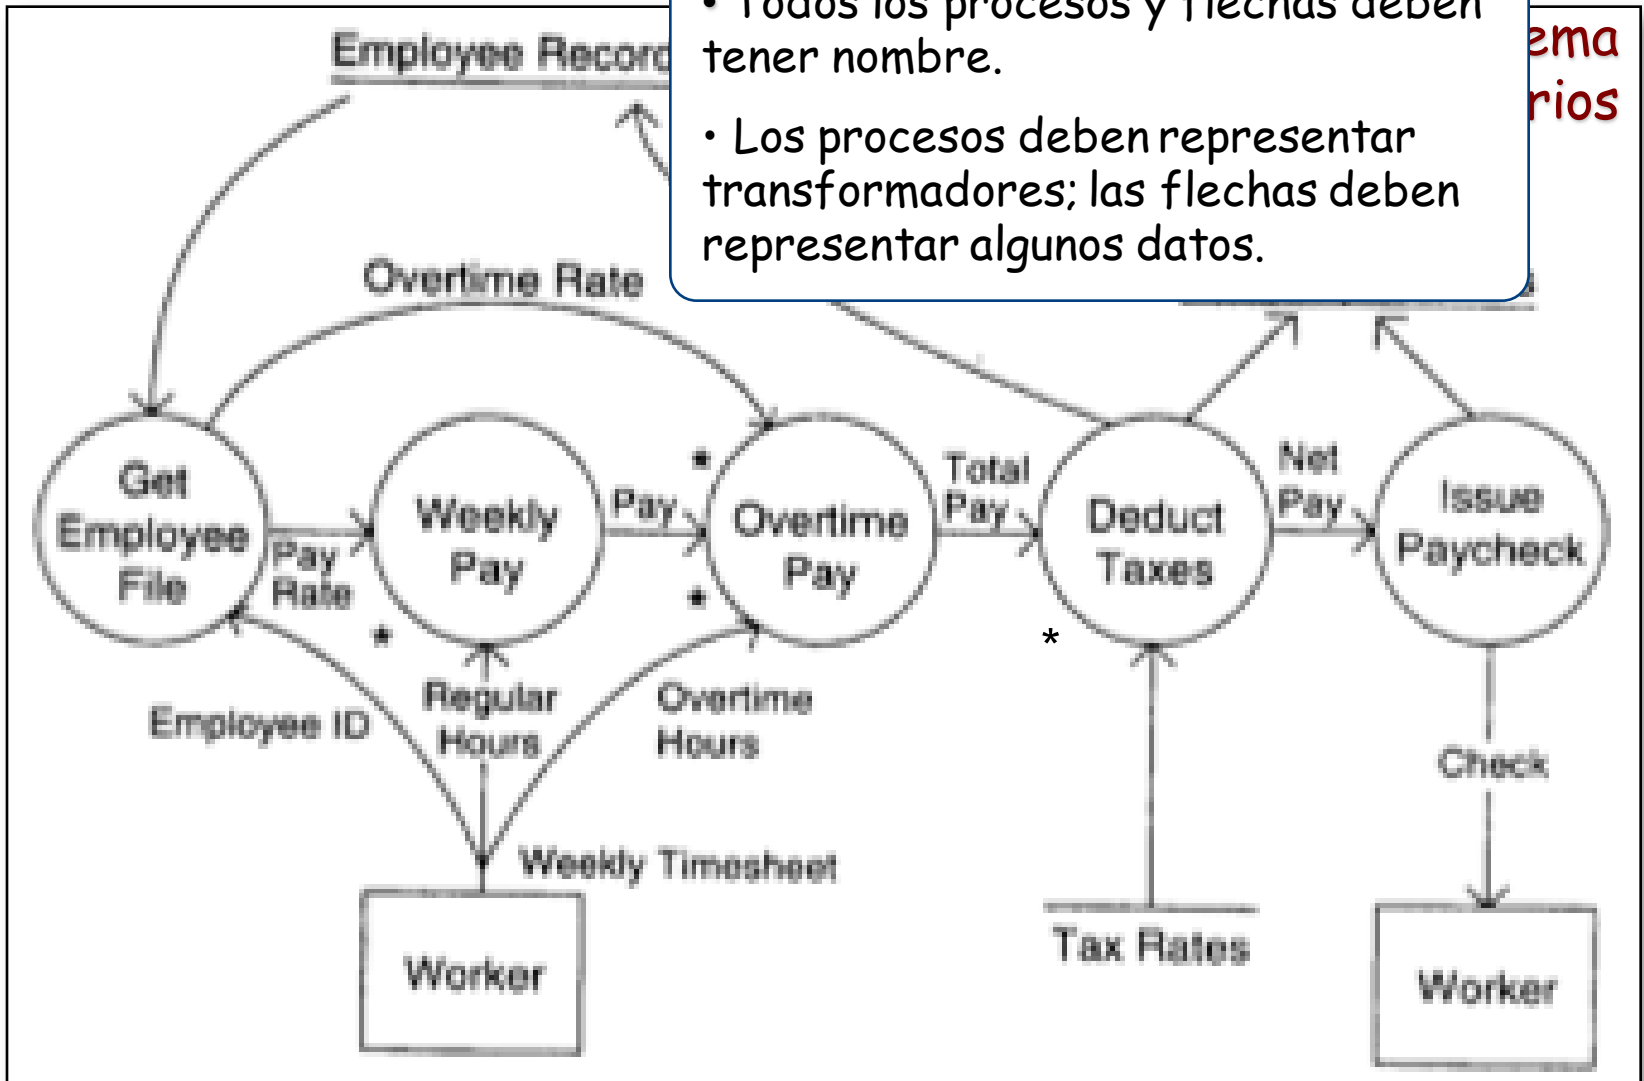 • Todos los procesos y flechas deben
tener nombre.
• Los procesos deben representar
transformadores; las flechas deben
representar algunos datos.
Employee
Overtime Rate
Get
Employee
File
Pay
Rate
Weekly
Pay
Pay
*
*
Overtime
Pay
Total
Pay
Deduct
Taxes
Net
Pay
Issue
Paycheck
*
*
Employee ID
Regular
Hours
Overtime
Hours
Check
Weekly Timesheet
Worker
Tax Rates
Worker